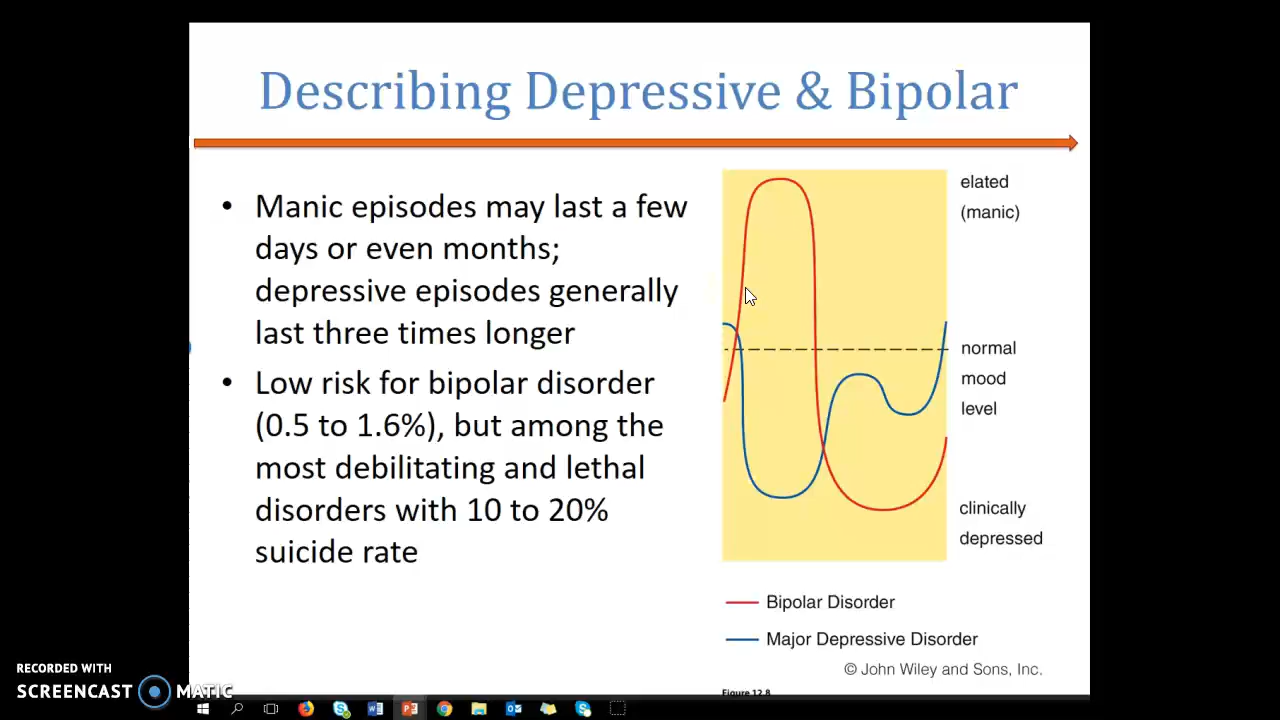 Describing Depressive & Bipolar
• Manic episodes may last a few
days or even months;
depressive episodes generally
last three times longer
• Low risk for bipolar disorder
(0.5 to 1.6%), but among the
most debilitating and lethal
disorders with 10 to 20%
suicide rate
elated
(manic)
normal
mood
level
clinically
depressed
Bipolar Disorder
Major Depressive Disorder
© John Wiley and Sons, Inc.
Figure 12.8
RECORDED WITH
SCREENCAST MATIC